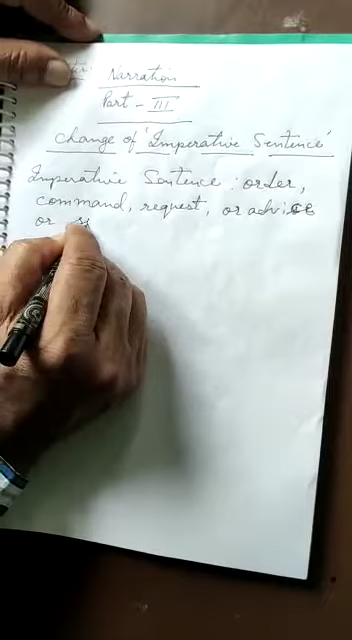 Narration
Part - III
Change of 'Imperative Sentence'
Imperative Sentence : order,
command, request, or advice
or